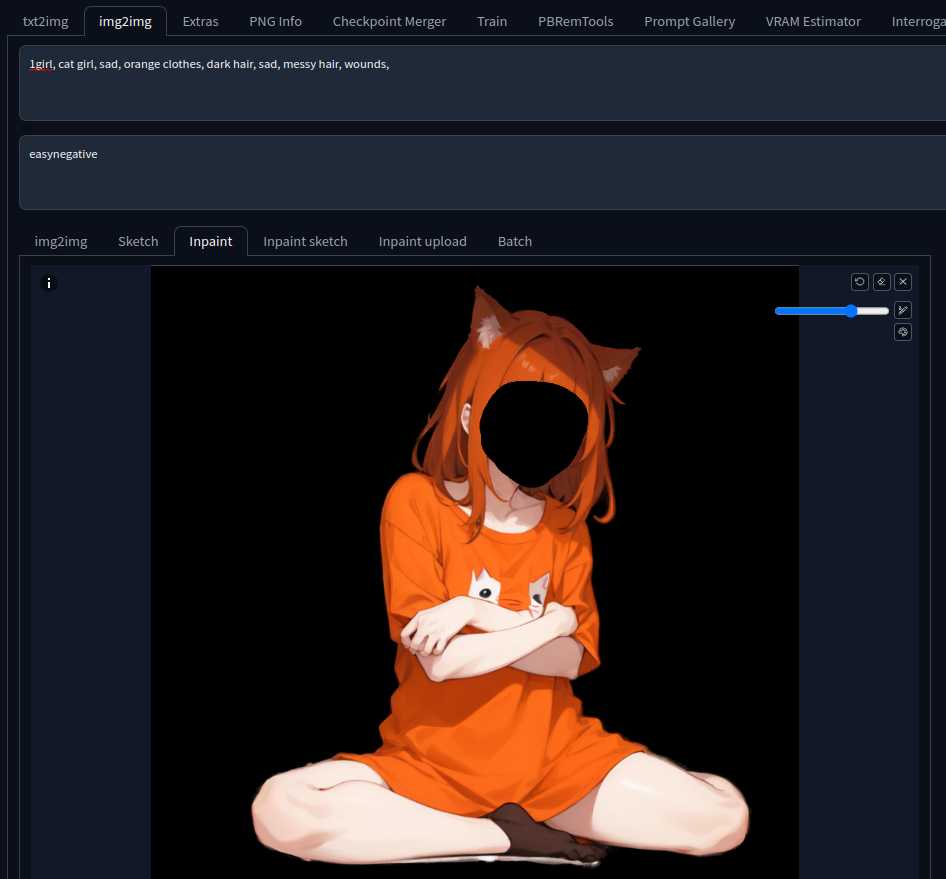 txt2img img2img Extras PNG Info Checkpoint Merger Train PBRemTools Prompt Gallery VRAM Estimator Interroga
1girl, cat girl, sad, orange clothes, dark hair, sad, messy hair, wounds,
easynegative
img2img Sketch Inpaint Inpaint sketch Inpaint upload Batch